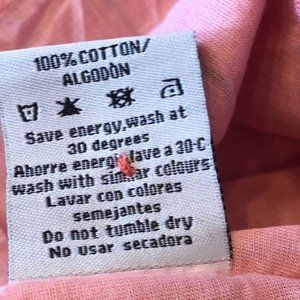 100% COTTON/
ALGODÒN
Save energy.wash at
30 degrees
Ahorre energ lave a 30·C
wash with similar colours
Lavar con colores
semejantes
Do not tumble dry
No usar secadora